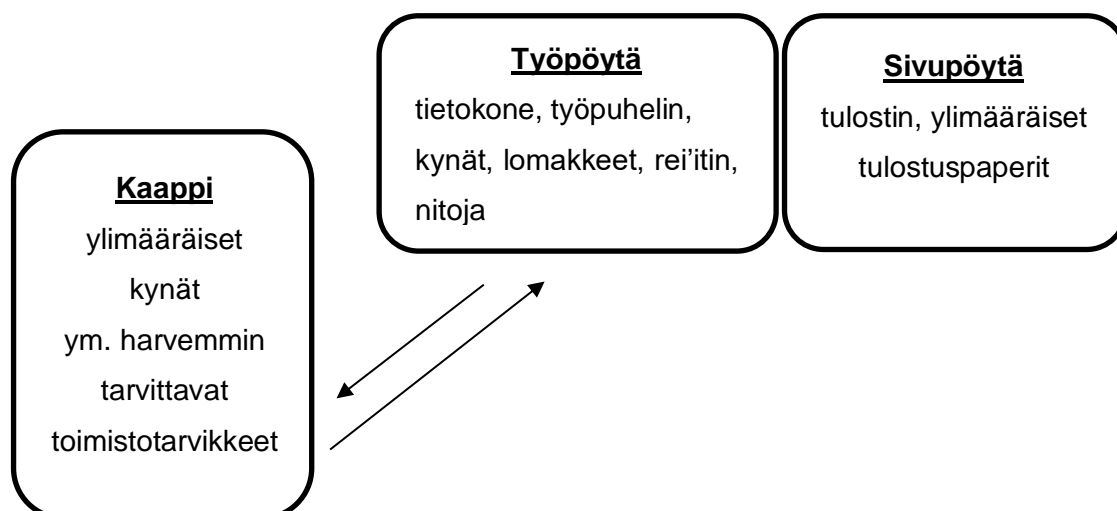 Työpöytä
tietokone, työpuhelin,
kynät, lomakkeet, rei’itin,
nitoja
Sivupöytä
tulostin, ylimääräiset
tulostuspaperit
Kaappi
ylimääräiset
kynät
ym. harvemmin
tarvittavat
toimistotarvikkeet